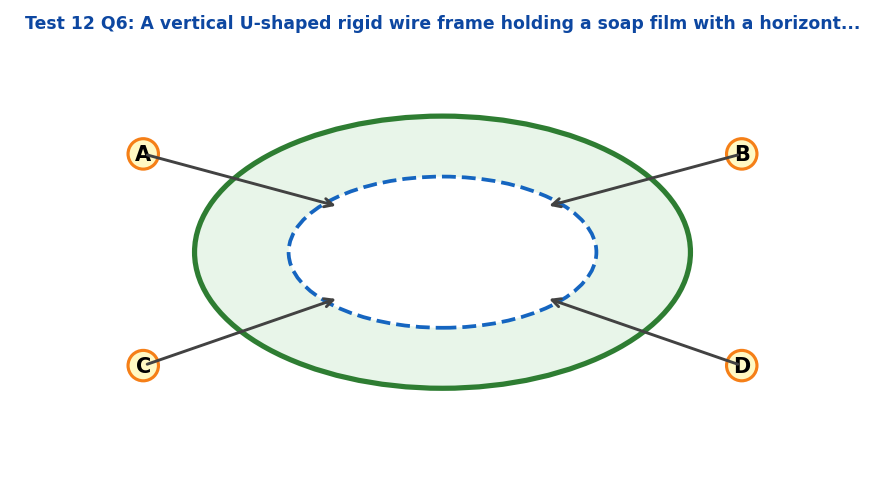 Test 12 Q6: A vertical U-shaped rigid wire frame holding a soap film with a horizont...
A
B
C
D